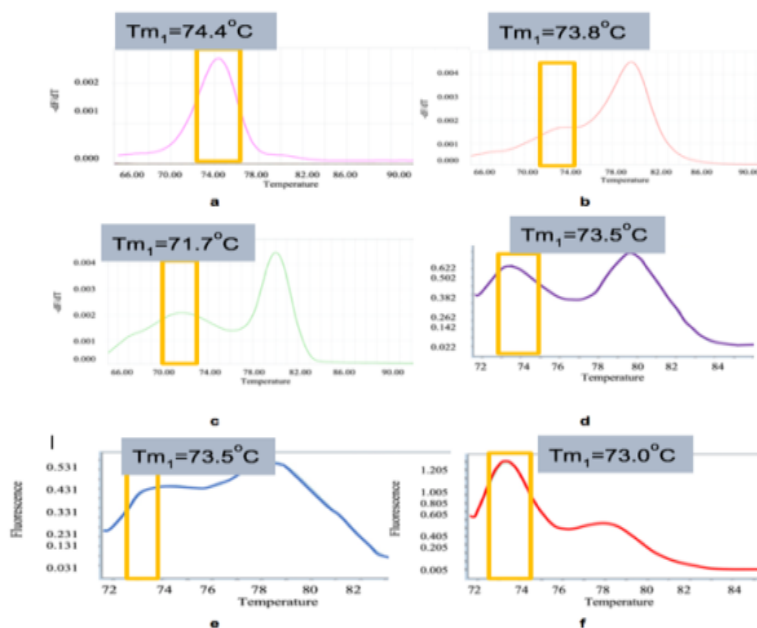 Tm1=74.4°C
-dF/dT
0.002
0.001
0.000
66.00 70.00 74.00 78.00 82.00 86.00 90.00
Temperature
a
Tm1=73.8°C
0.004
0.003
0.002
0.001
0.000
66.00 70.00 74.00 78.00 82.00 86.00 90.00
Temperature
b
Tm1=71.7°C
-dF/dT
0.004
0.003
0.002
0.001
0.000
66.00 70.00 74.00 78.00 82.00 86.00 90.00
Temperature
c
Tm1=73.5°C
0.622
0.502
0.382
0.262
0.142
0.022
72 74 76 78 80 82 84
Temperature
d
Tm1=73.5°C
Fluorescence
0.531
0.431
0.331
0.231
0.131
0.031
72 74 76 78 80 82
Temperature
e
Tm1=73.0°C
Fluorescence
1.205
1.005
0.805
0.605
0.405
0.205
0.005
72 74 76 78 80 82 84
Temperature
f